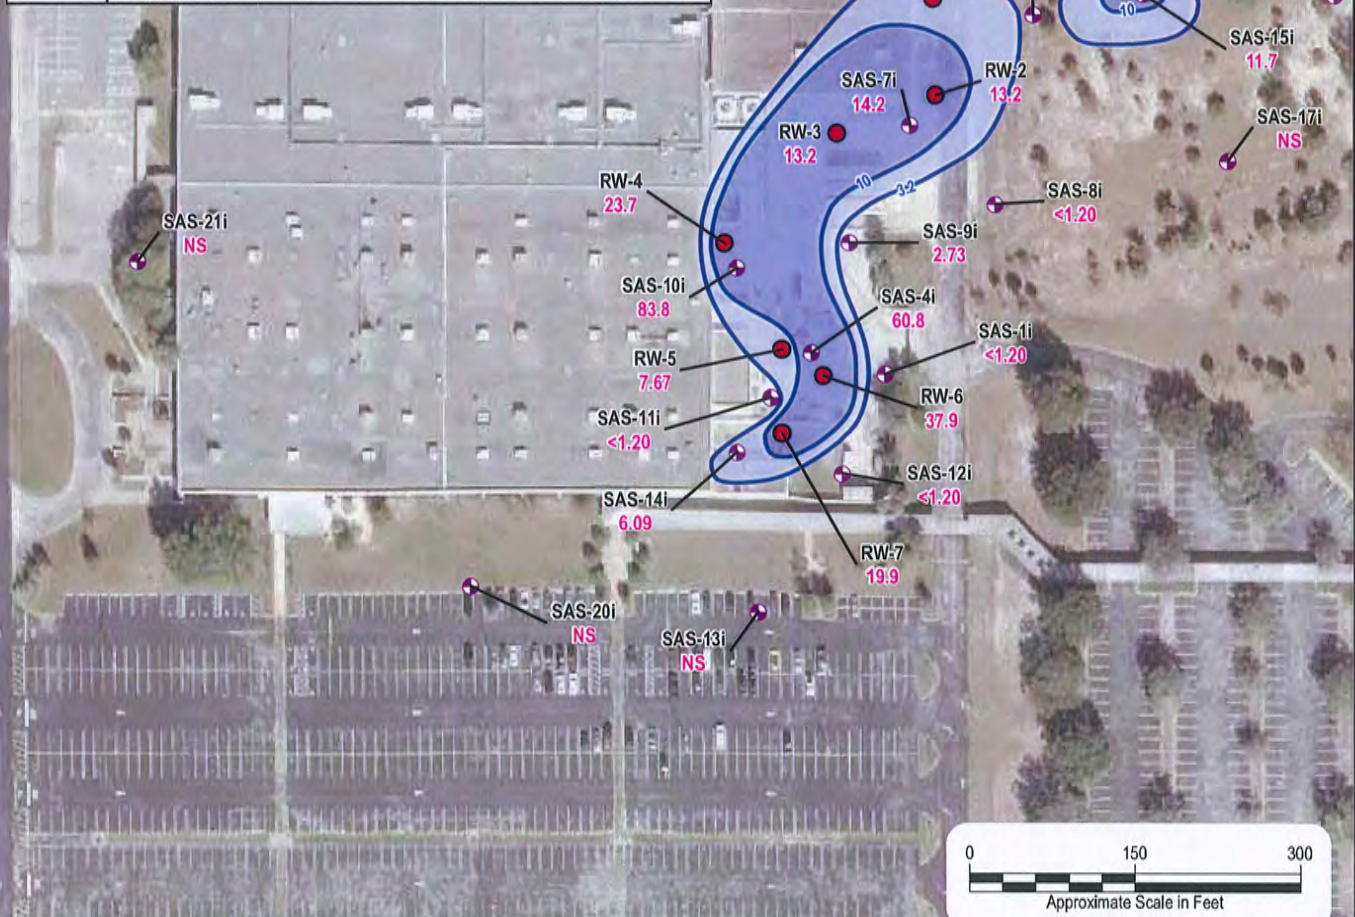 10
SAS-15i
11.7
SAS-7i
14.2
RW-2
13.2
RW-3
13.2
SAS-17i
NS
10
3.2
RW-4
23.7
SAS-8i
<1.20
SAS-21i
NS
SAS-9i
2.73
SAS-10i
83.8
SAS-4i
60.8
SAS-1i
<1.20
RW-5
7.67
RW-6
37.9
SAS-11i
<1.20
SAS-12i
<1.20
SAS-14i
6.09
RW-7
19.9
SAS-20i
NS
SAS-13i
NS
0 150 300
Approximate Scale in Feet